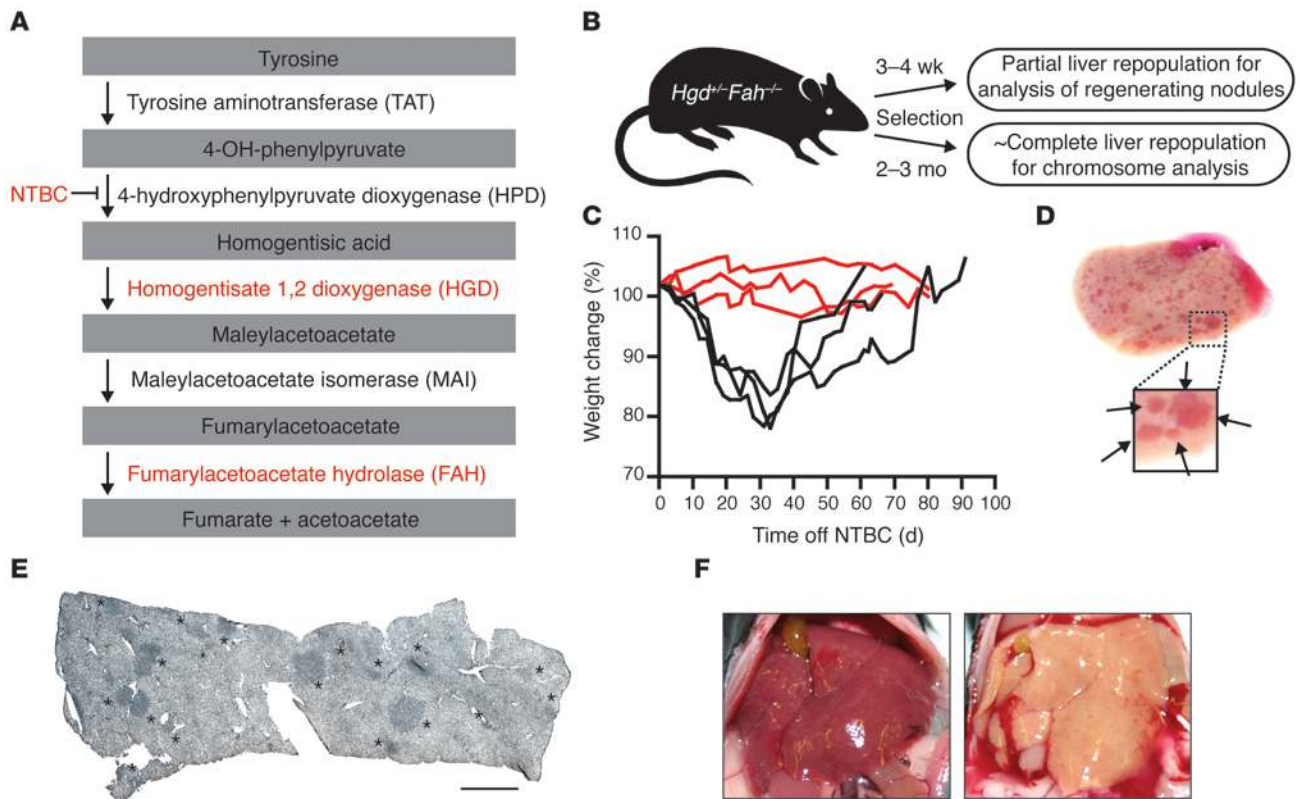 A
Tyrosine
Tyrosine aminotransferase (TAT)
4-OH-phenylpyruvate
NTBC
4-hydroxyphenylpyruvate dioxygenase (HPD)
Homogentisic acid
Homogentisate 1,2 dioxygenase (HGD)
Maleylacetoacetate
Maleylacetoacetate isomerase (MAI)
Fumarylacetoacetate
Fumarylacetoacetate hydrolase (FAH)
Fumarate + acetoacetate
B
Hgd+/–Fah–/–
3–4 wk
Selection
2–3 mo
Partial liver repopulation for
analysis of regenerating nodules
~Complete liver repopulation
for chromosome analysis
C
Weight change (%)
110
100
90
80
70
0 10 20 30 40 50 60 70 80 90 100
Time off NTBC (d)
D
E
* * * * * * * * * * * * * * * *
F